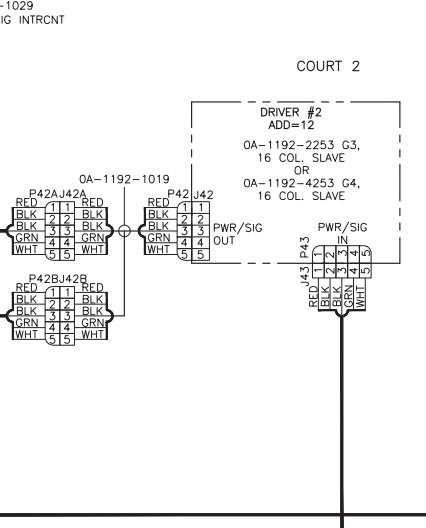 -1029
IG INTRCNT
COURT 2
DRIVER #2
ADD=12
0A-1192-2253 G3,
16 COL. SLAVE
OR
0A-1192-4253 G4,
16 COL. SLAVE
0A-1192-1019
P42A J42A
RED 1 1 RED
BLK 2 2 BLK
BLK 3 3 BLK
GRN 4 4 GRN
WHT 5 5 WHT
P42 J42
RED 1 1
BLK 2 2
BLK 3 3
GRN 4 4
WHT 5 5
PWR/SIG
OUT
PWR/SIG
IN
P43 1 2 3 4 5
J43 1 2 3 4 5
RED BLK BLK GRN WHT
P42B J42B
RED 1 1 RED
BLK 2 2 BLK
BLK 3 3 BLK
GRN 4 4 GRN
WHT 5 5 WHT